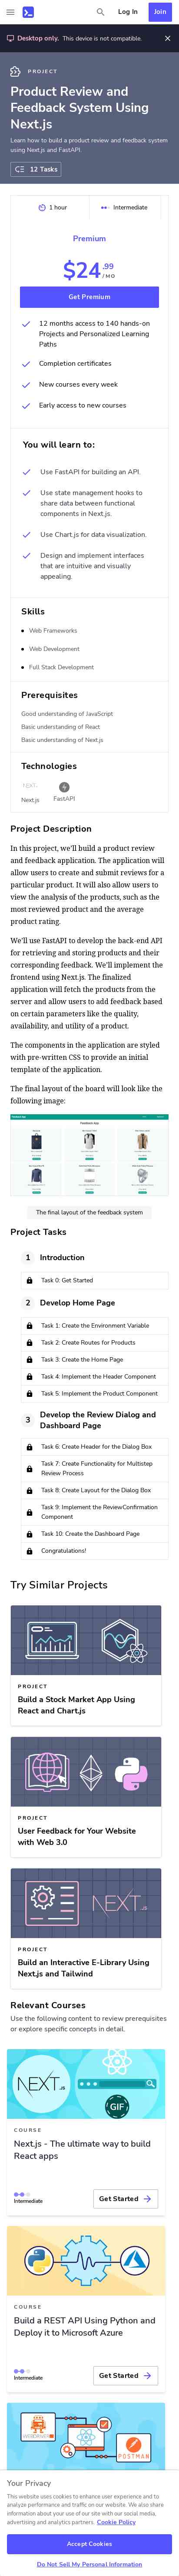 Log In
Join
Desktop only. This device is not compatible.
PROJECT
Product Review and
Feedback System Using
Next.js
Learn how to build a product review and feedback system
using Next.js and FastAPI.
12 Tasks
1 hour
Intermediate
Premium
$24.99
/MO
Get Premium
12 months access to 140 hands-on
Projects and Personalized Learning
Paths
Completion certificates
New courses every week
Early access to new courses
You will learn to:
Use FastAPI for building an API.
Use state management hooks to
share data between functional
components in Next.js.
Use Chart.js for data visualization.
Design and implement interfaces
that are intuitive and visually
appealing.
Skills
Web Frameworks
Web Development
Full Stack Development
Prerequisites
Good understanding of JavaScript
Basic understanding of React
Basic understanding of Next.js
Technologies
Next.js
FastAPI
Project Description
In this project, we'll build a product review
and feedback application. The application will
allow users to create and submit reviews for a
particular product. It will also allow users to
view the analysis of the products, such as the
most reviewed product and the average
product rating.
We'll use FastAPI to develop the back-end API
for retrieving and storing products and their
corresponding feedback. We'll implement the
frontend using Next.js. The finalized
application will fetch the products from the
server and allow users to add feedback based
on certain parameters like the quality,
availability, and utility of a product.
The components in the application are styled
with pre-written CSS to provide an initial
template of the application.
The final layout of the board will look like the
following image:
The final layout of the feedback system
Project Tasks
1 Introduction
Task 0: Get Started
2 Develop Home Page
Task 1: Create the Environment Variable
Task 2: Create Routes for Products
Task 3: Create the Home Page
Task 4: Implement the Header Component
Task 5: Implement the Product Component
3 Develop the Review Dialog and
Dashboard Page
Task 6: Create Header for the Dialog Box
Task 7: Create Functionality for Multistep
Review Process
Task 8: Create Layout for the Dialog Box
Task 9: Implement the ReviewConfirmation
Component
Task 10: Create the Dashboard Page
Congratulations!
Try Similar Projects
PROJECT
Build a Stock Market App Using
React and Chart.js
PROJECT
User Feedback for Your Website
with Web 3.0
NEXT.JS
PROJECT
Build an Interactive E-Library Using
Next.js and Tailwind
Relevant Courses
Use the following content to review prerequisites
or explore specific concepts in detail.
NEXT.JS
GIF
COURSE
Next.js - The ultimate way to build
React apps
Intermediate
Get Started
COURSE
Build a REST API Using Python and
Deploy it to Microsoft Azure
Intermediate
Get Started
POSTMAN
Your Privacy
This website uses cookies to enhance user experience and to
analyze performance and traffic on our website. We also share
information about your use of our site with our social media,
advertising and analytics partners. Cookie Policy
Accept Cookies
Do Not Sell My Personal Information